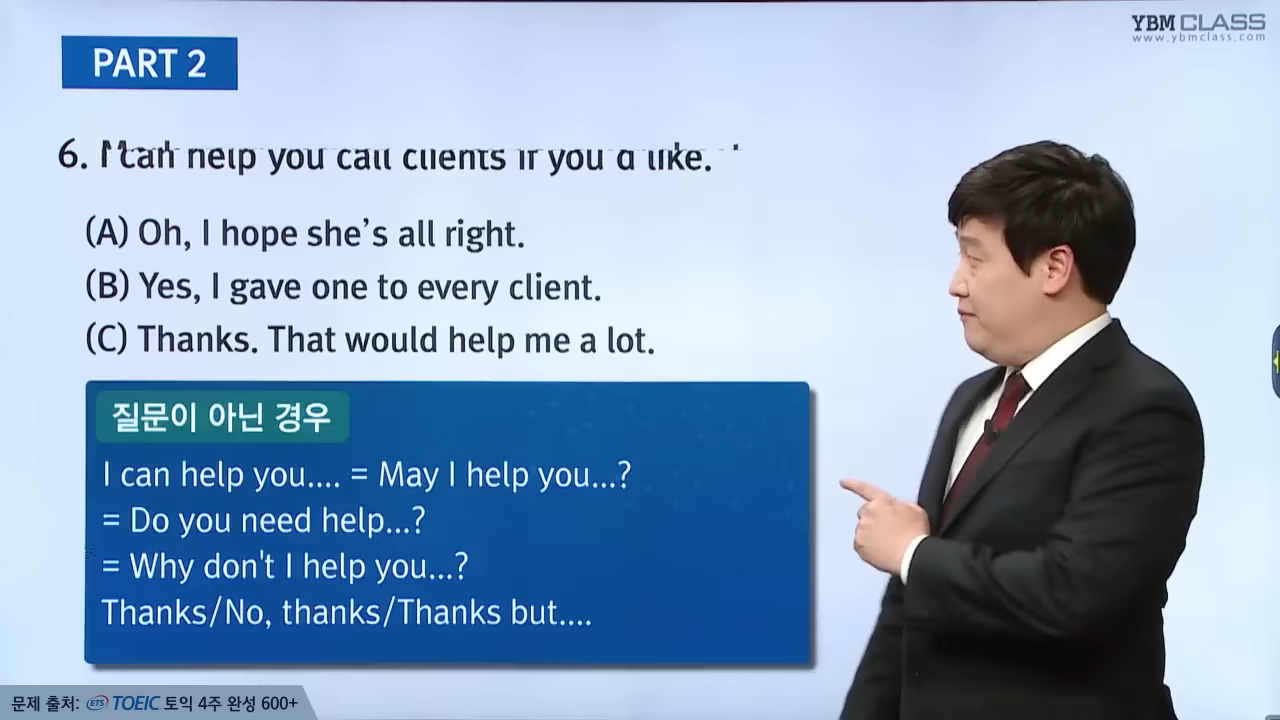 YBM CLASS
www.ybmclass.com
PART 2
6. I can help you call clients if you'd like.
(A) Oh, I hope she's all right.
(B) Yes, I gave one to every client.
(C) Thanks. That would help me a lot.
질문이 아닌 경우
I can help you.... = May I help you...?
= Do you need help...?
= Why don't I help you...?
Thanks/No, thanks/Thanks but....
문제 출처: ETS TOEIC 토익 4주 완성 600+